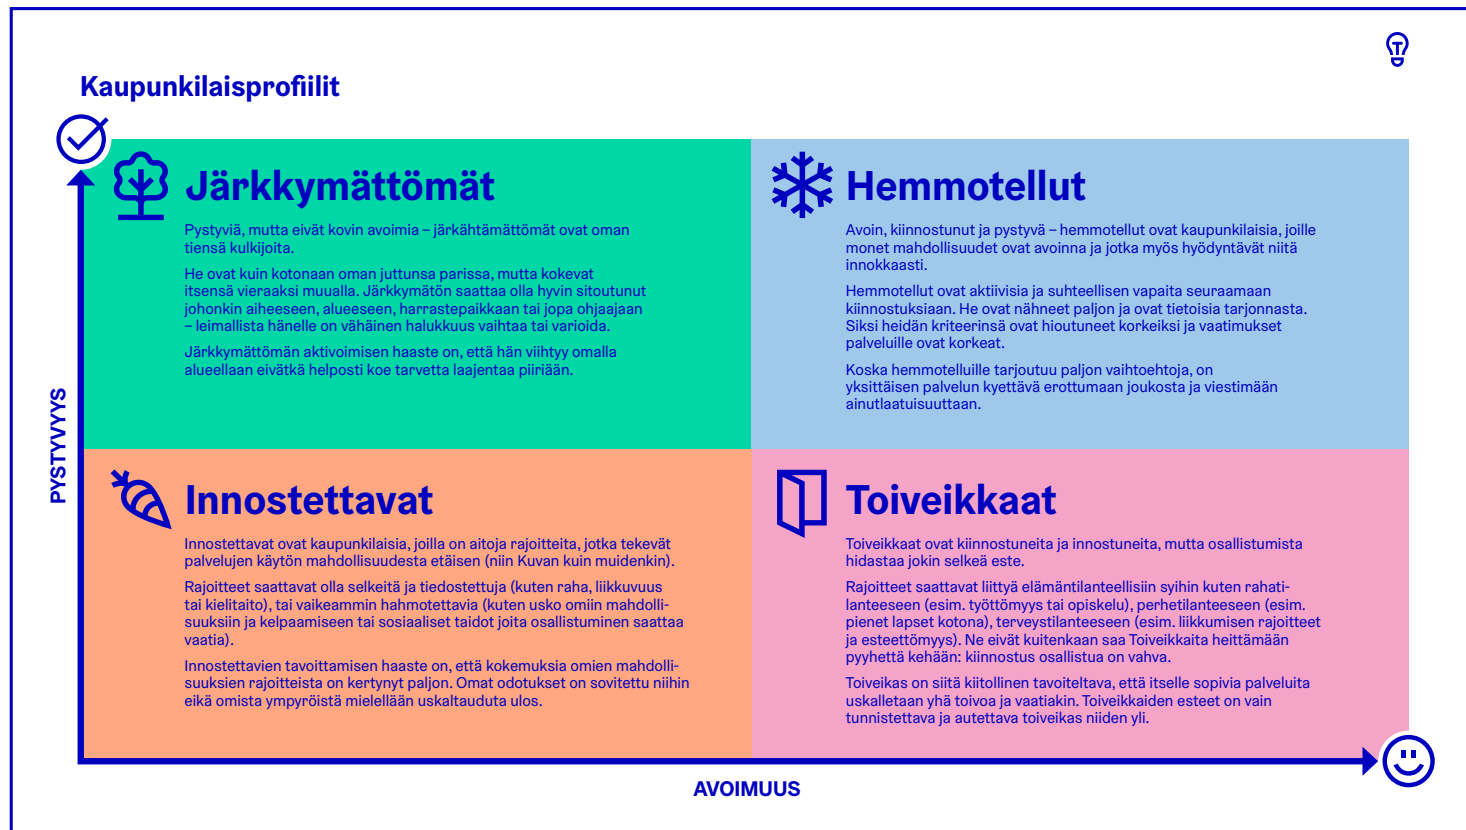 Kaupunkilaisprofiilit
Järkkymättömät
Pystyviä, mutta eivät kovin avoimia – järkähtämättömät ovat oman
tiensä kulkijoita.
He ovat kuin kotonaan oman juttunsa parissa, mutta kokevat
itsensä vieraaksi muualla. Järkkymätön saattaa olla hyvin sitoutunut
johonkin aiheeseen, alueeseen, harrastepaikkaan tai jopa ohjaajaan
– leimallista hänelle on vähäinen halukkuus vaihtaa tai varioida.
Järkkymättömän aktivoimisen haaste on, että hän viihtyy omalla
alueellaan eivätkä helposti koe tarvetta laajentaa piiriään.
Hemmotellut
Avoin, kiinnostunut ja pystyvä – hemmotellut ovat kaupunkilaisia, joille
monet mahdollisuudet ovat avoinna ja jotka myös hyödyntävät niitä
innokkaasti.
Hemmotellut ovat aktiivisia ja suhteellisen vapaita seuraamaan
kiinnostuksiaan. He ovat nähneet paljon ja ovat tietoisia tarjonnasta.
Siksi heidän kriteerinsä ovat hioutuneet korkeiksi ja vaatimukset
palveluille ovat korkeat.
Koska hemmotelluille tarjoutuu paljon vaihtoehtoja, on
yksittäisen palvelun kyettävä erottumaan joukosta ja viestimään
ainutlaatuisuuttaan.
PYSTYVYYS
Innostettavat
Innostettavat ovat kaupunkilaisia, joilla on aitoja rajoitteita, jotka tekevät
palvelujen käytön mahdollisuudesta etäisen (niin Kuvan kuin muidenkin).
Rajoitteet saattavat olla selkeitä ja tiedostettuja (kuten raha, liikkuvuus
tai kielitaito), tai vaikeammin hahmotettavia (kuten usko omiin mahdolli-
suuksiin ja kelpaamiseen tai sosiaaliset taidot joita osallistuminen saattaa
vaatia).
Innostettavien tavoittamisen haaste on, että kokemuksia omien mahdolli-
suuksien rajoitteista on kertynyt paljon. Omat odotukset on sovitettu niihin
eikä omista ympyröistä mielellään uskaltauduta ulos.
Toiveikkaat
Toiveikkaat ovat kiinnostuneita ja innostuneita, mutta osallistumista
hidastaa jokin selkeä este.
Rajoitteet saattavat liittyä elämäntilanteellisiin syihin kuten rahati-
lanteeseen (esim. työttömyys tai opiskelu), perhetilanteeseen (esim.
pienet lapset kotona), terveystilanteeseen (esim. liikkumisen rajoitteet
ja esteettömyys). Ne eivät kuitenkaan saa Toiveikkaita heittämään
pyyhettä kehään: kiinnostus osallistua on vahva.
Toiveikas on siitä kiitollinen tavoiteltava, että itselle sopivia palveluita
uskalletaan yhä toivoa ja vaatiakin. Toiveikkaiden esteet on vain
tunnistettava ja autettava toiveikas niiden yli.
AVOIMUUS